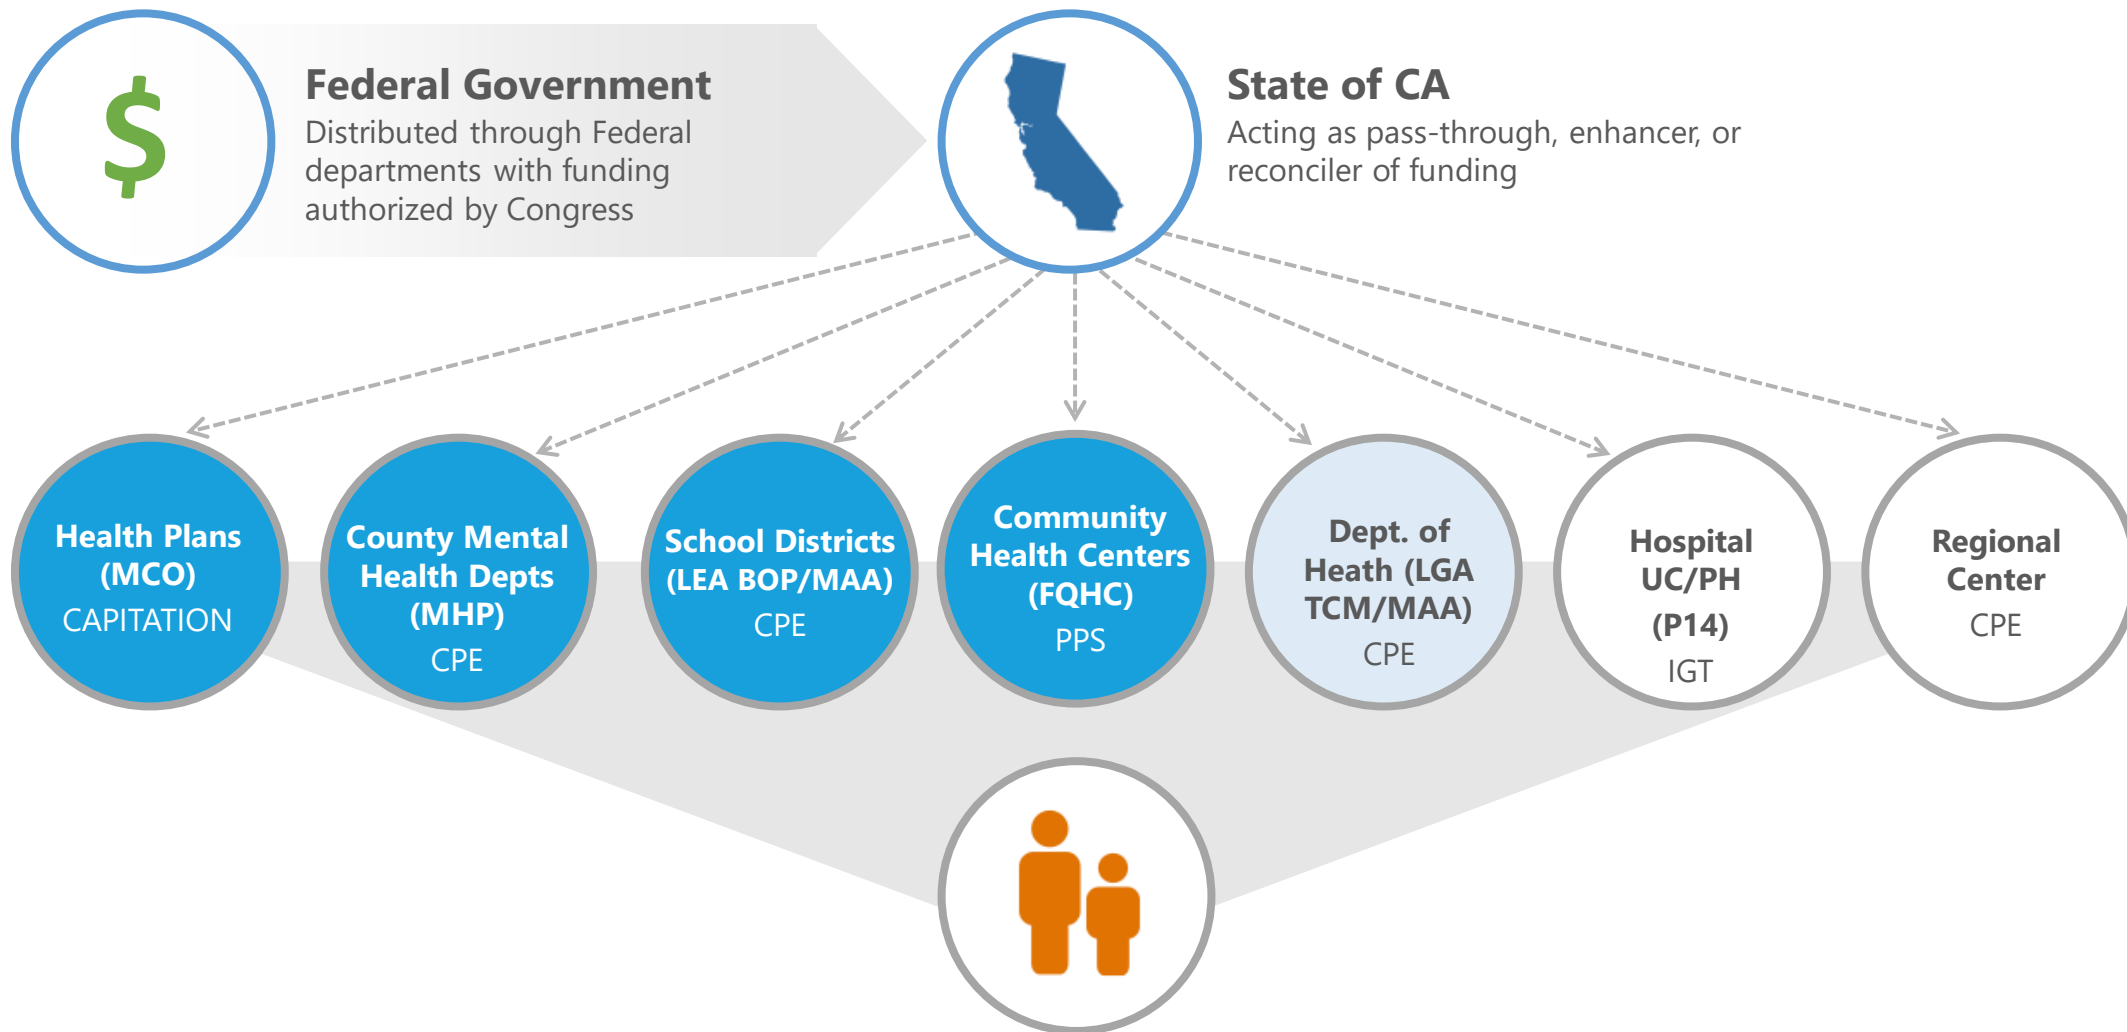 $
Federal Government
Distributed through Federal
departments with funding
authorized by Congress
State of CA
Acting as pass-through, enhancer, or
reconciler of funding
Health Plans
(MCO)
CAPITATION
County Mental
Health Depts
(MHP)
CPE
School Districts
(LEA BOP/MAA)
CPE
Community
Health Centers
(FQHC)
PPS
Dept. of
Heath (LGA
TCM/MAA)
CPE
Hospital
UC/PH
(P14)
IGT
Regional
Center
CPE